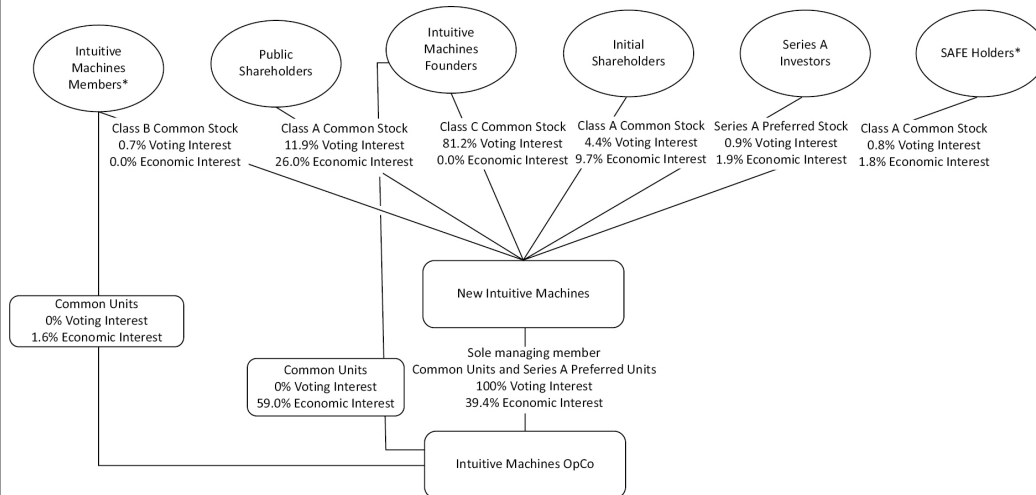 Intuitive
Machines
Members*
Public
Shareholders
Intuitive
Machines
Founders
Initial
Shareholders
Series A
Investors
SAFE Holders*
Class B Common Stock
0.7% Voting Interest
0.0% Economic Interest
Class A Common Stock
11.9% Voting Interest
26.0% Economic Interest
Class C Common Stock
81.2% Voting Interest
0.0% Economic Interest
Class A Common Stock
4.4% Voting Interest
9.7% Economic Interest
Series A Preferred Stock
0.9% Voting Interest
1.9% Economic Interest
Class A Common Stock
0.8% Voting Interest
1.8% Economic Interest
New Intuitive Machines
Common Units
0% Voting Interest
1.6% Economic Interest
Common Units
0% Voting Interest
59.0% Economic Interest
Sole managing member
Common Units and Series A Preferred Units
100% Voting Interest
39.4% Economic Interest
Intuitive Machines OpCo